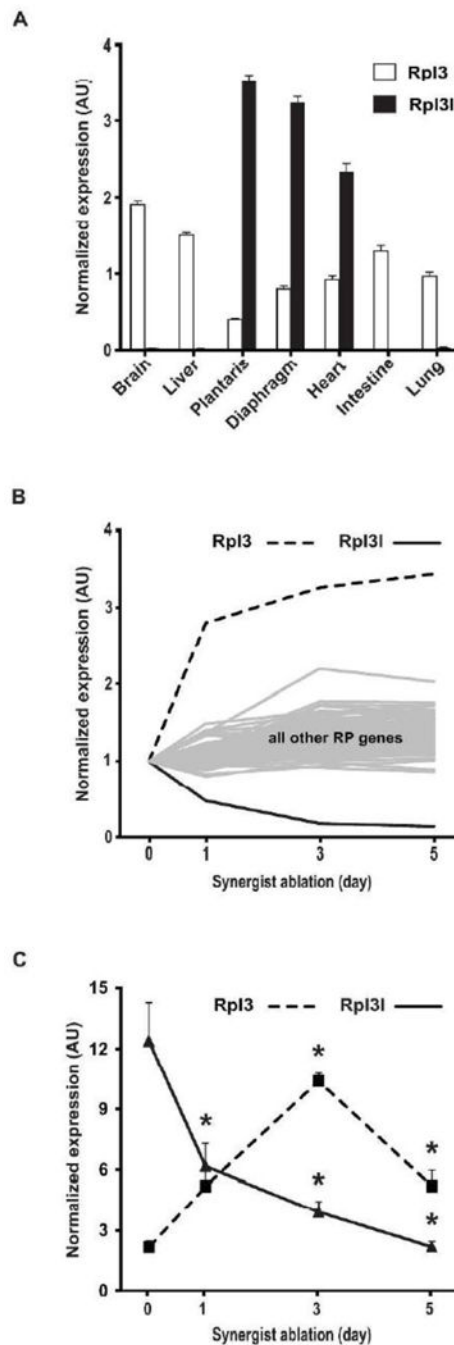 A
Normalized expression (AU)
4
3
2
1
0
Rpl3
Rpl3l
Brain
Liver
Plantaris
Diaphragm
Heart
Intestine
Lung
B
Normalized expression (AU)
4
3
2
1
0
Rpl3
Rpl3l
all other RP genes
0 1 3 5
Synergist ablation (day)
C
Normalized expression (AU)
15
12
9
6
3
0
Rpl3
Rpl3l
*
*
*
*
*
0 1 3 5
Synergist ablation (day)